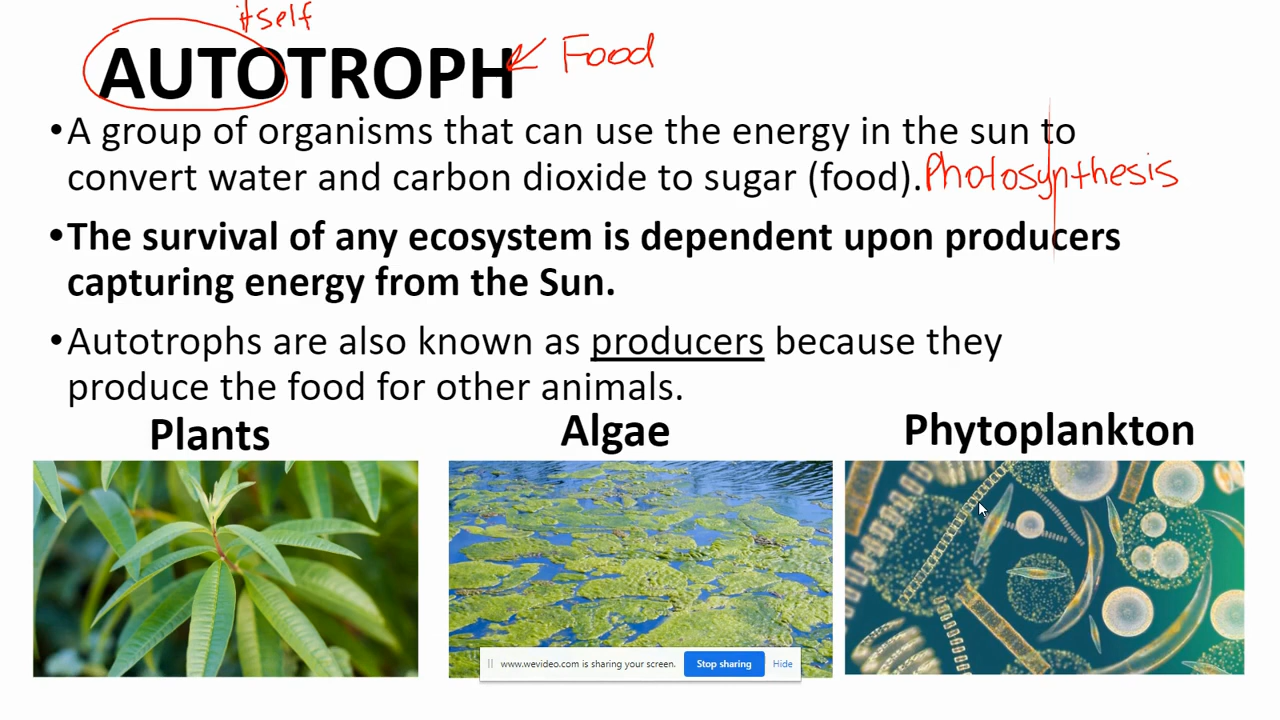 itself
AUTOTROPH Food
•A group of organisms that can use the energy in the sun to
convert water and carbon dioxide to sugar (food). Photosynthesis
•The survival of any ecosystem is dependent upon producers
capturing energy from the Sun.
•Autotrophs are also known as producers because they
produce the food for other animals.
Plants Algae Phytoplankton
www.wevideo.com is sharing your screen. Stop sharing Hide